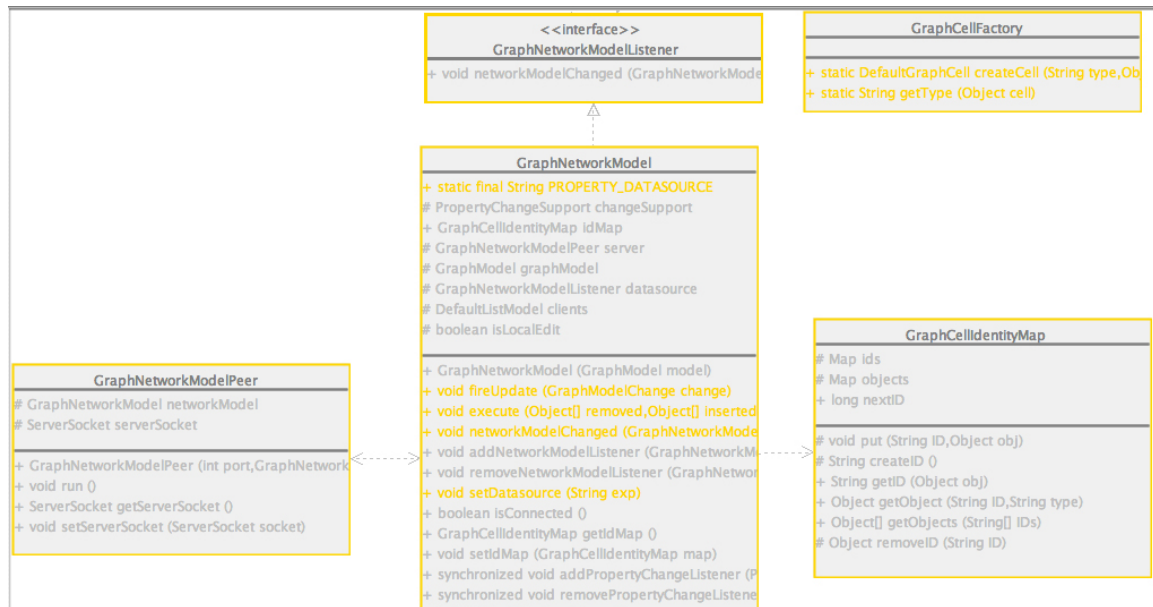 <<interface>>
GraphNetworkModelListener
+ void networkModelChanged (GraphNetworkMode
GraphCellFactory
+ static DefaultGraphCell createCell (String type,Ob
+ static String getType (Object cell)
GraphNetworkModel
+ static final String PROPERTY_DATASOURCE
# PropertyChangeSupport changeSupport
+ GraphCellIdentityMap idMap
# GraphNetworkModelPeer server
# GraphModel graphModel
# GraphNetworkModelListener datasource
# DefaultListModel clients
# boolean isLocalEdit
+ GraphNetworkModel (GraphModel model)
+ void fireUpdate (GraphModelChange change)
+ void execute (Object[] removed,Object[] inserted
+ void networkModelChanged (GraphNetworkMode
+ void addNetworkModelListener (GraphNetworkM
+ void removeNetworkModelListener (GraphNetwor
+ void setDatasource (String exp)
+ boolean isConnected ()
+ GraphCellIdentityMap getIdMap ()
+ void setIdMap (GraphCellIdentityMap map)
+ synchronized void addPropertyChangeListener (P
+ synchronized void removePropertyChangeListene
GraphNetworkModelPeer
# GraphNetworkModel networkModel
# ServerSocket serverSocket
+ GraphNetworkModelPeer (int port,GraphNetwork
+ void run ()
+ ServerSocket getServerSocket ()
+ void setServerSocket (ServerSocket socket)
GraphCellIdentityMap
# Map ids
# Map objects
+ long nextID
# void put (String ID,Object obj)
# String createID ()
+ String getID (Object obj)
+ Object getObject (String ID,String type)
+ Object[] getObjects (String[] IDs)
# Object removeID (String ID)